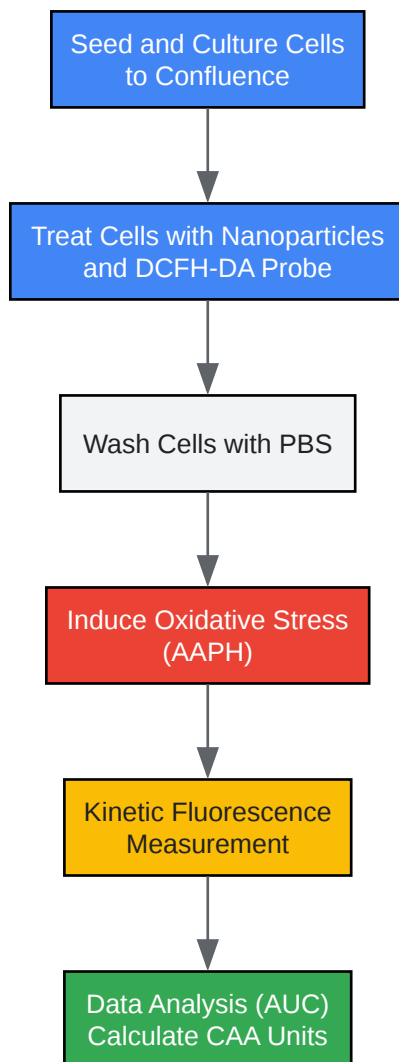 Seed and Culture Cells
to Confluence
Treat Cells with Nanoparticles
and DCFH-DA Probe
Wash Cells with PBS
Induce Oxidative Stress
(AAPH)
Kinetic Fluorescence
Measurement
Data Analysis (AUC)
Calculate CAA Units